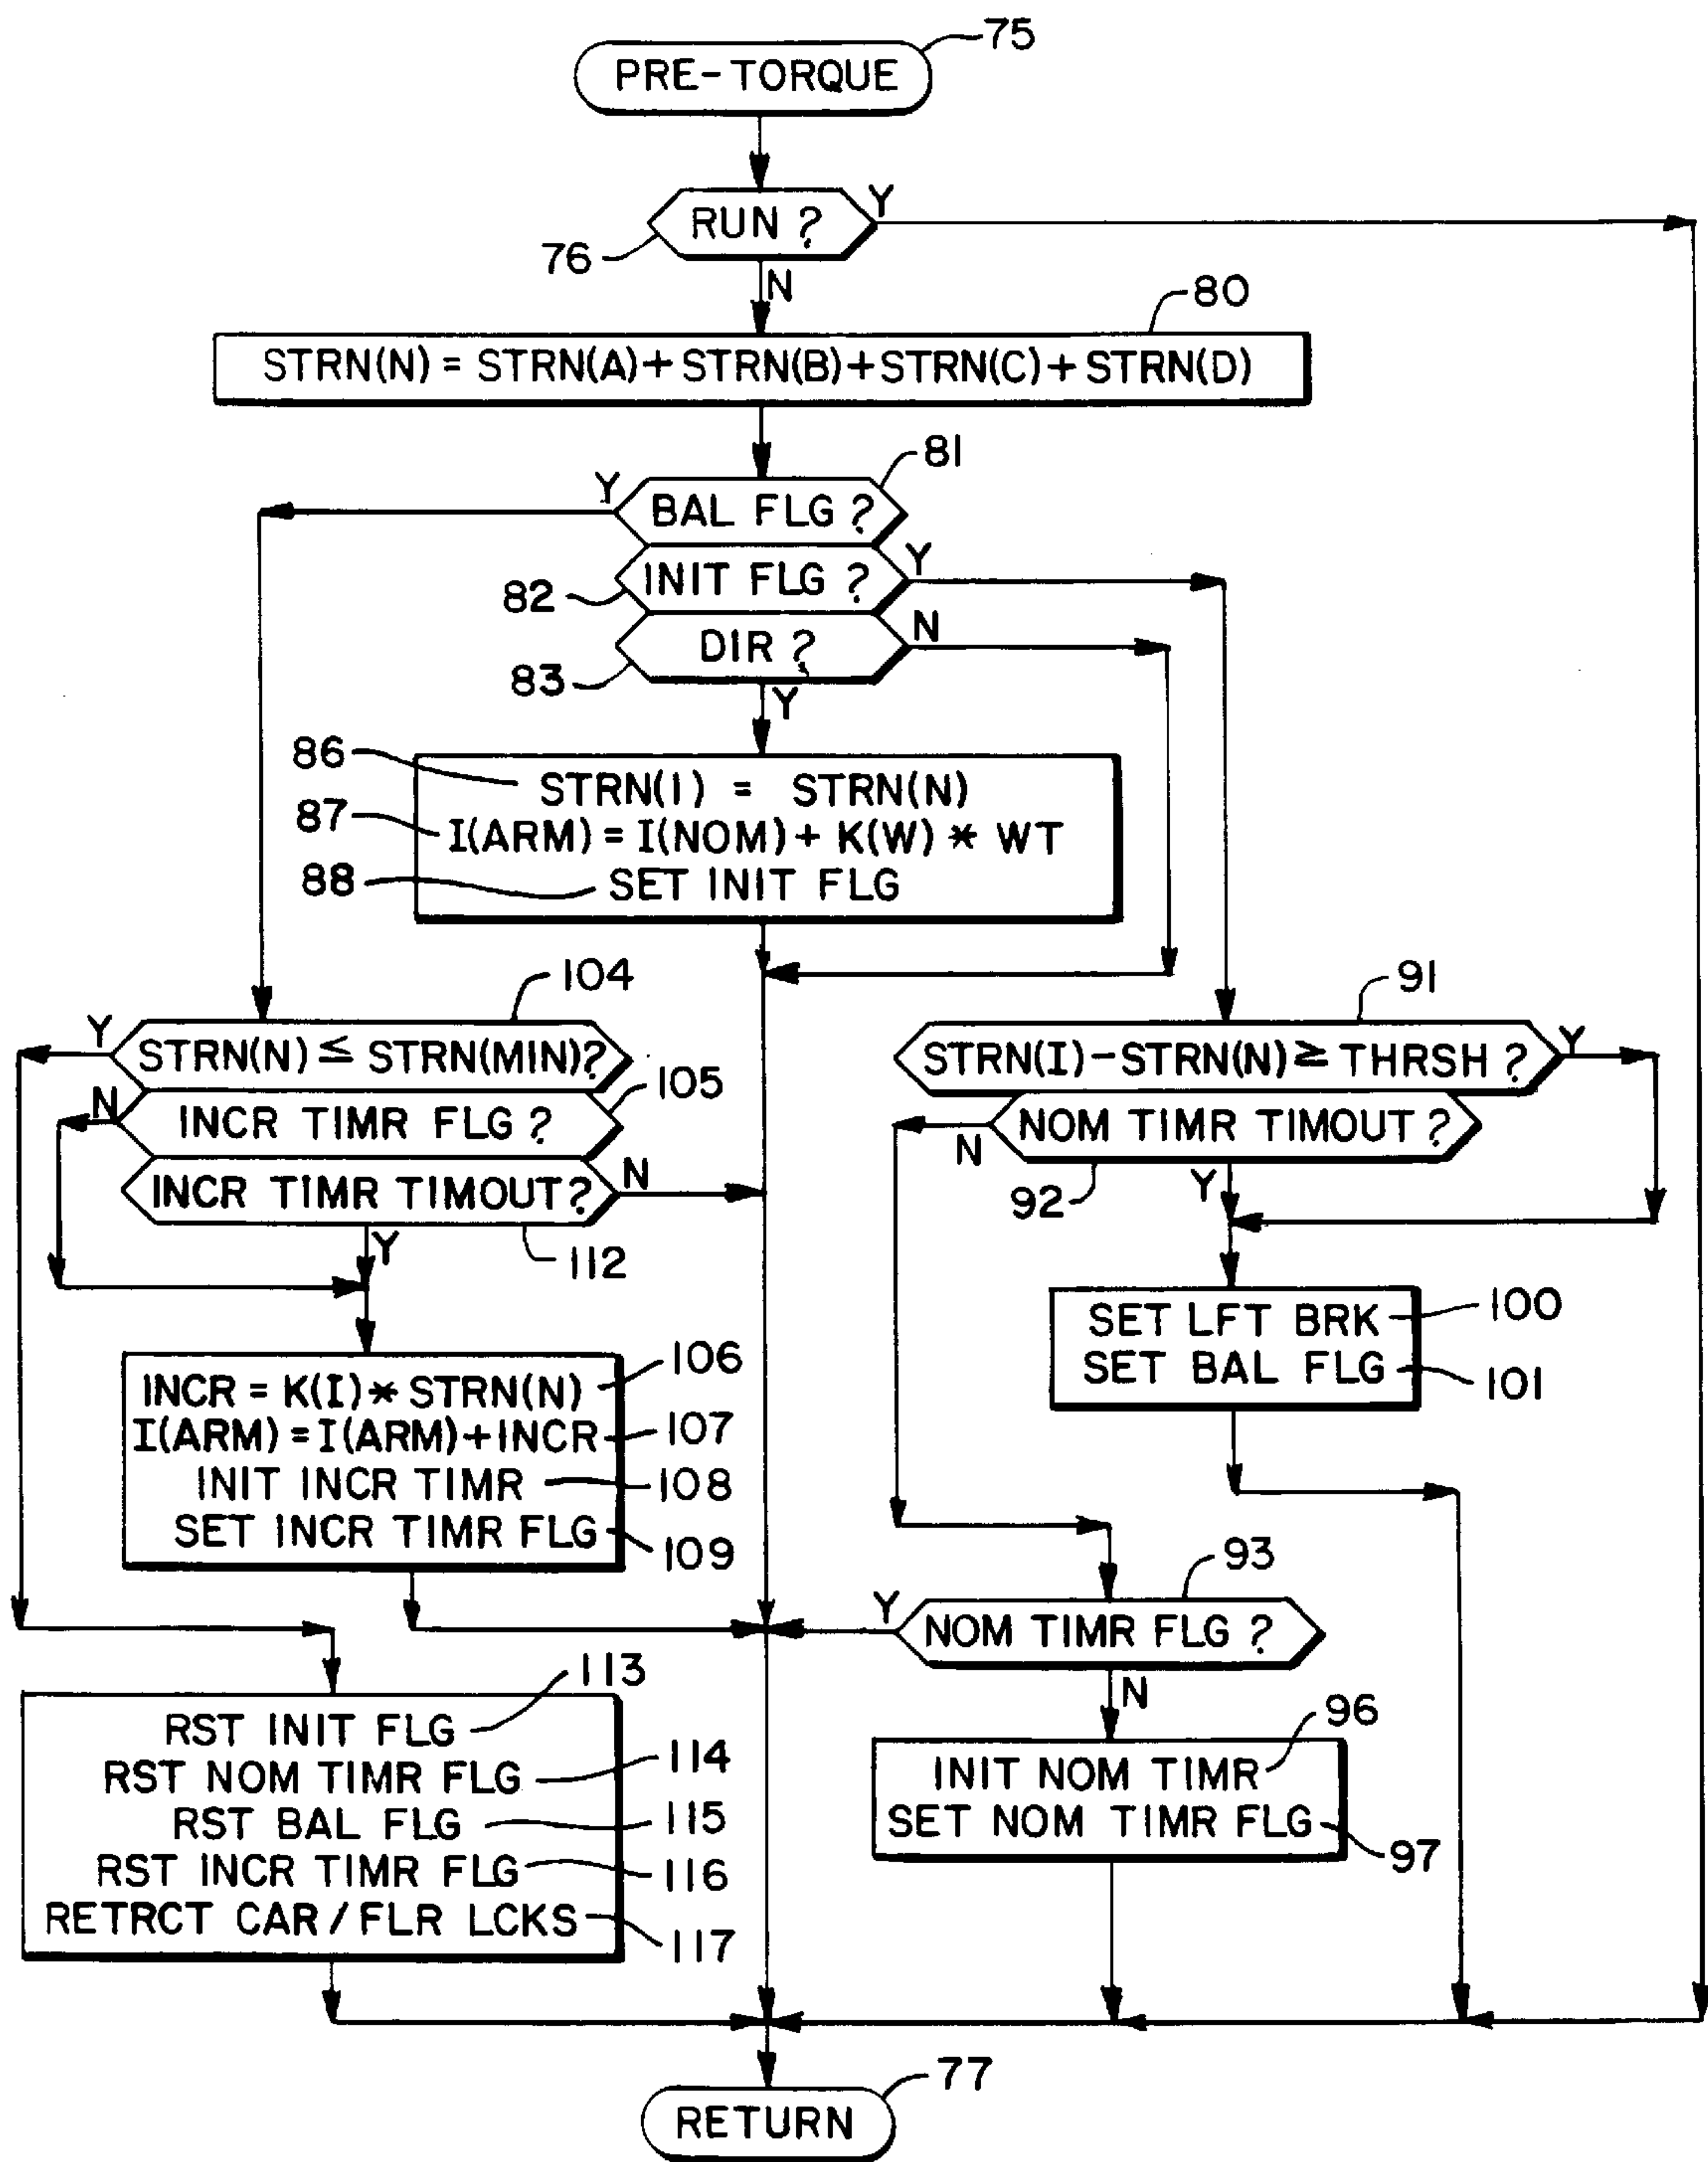 75
PRE-TORQUE
RUN ?
Y
76
N
80
STRN(N) = STRN(A)+STRN(B)+STRN(C)+STRN(D)
81
Y
BAL FLG ?
INIT FLG ?
Y
82
DIR ?
N
83
Y
86
STRN(I) = STRN(N)
87
I(ARM) = I(NOM) + K(W) * WT
88
SET INIT FLG
104
Y
STRN(N) ≤ STRN(MIN)?
105
N
INCR TIMR FLG ?
INCR TIMR TIMOUT?
N
112
Y
91
STRN(I)-STRN(N) ≥ THRSH ?
Y
NOM TIMR TIMOUT ?
N
92
Y
SET LFT BRK
100
SET BAL FLG
101
106
INCR = K(I)* STRN(N)
I(ARM) = I(ARM)+INCR
107
INIT INCR TIMR
108
SET INCR TIMR FLG
109
93
Y
NOM TIMR FLG ?
N
113
RST INIT FLG
RST NOM TIMR FLG
114
RST BAL FLG
115
RST INCR TIMR FLG
116
RETRCT CAR / FLR LCKS
117
96
INIT NOM TIMR
SET NOM TIMR FLG
97
77
RETURN